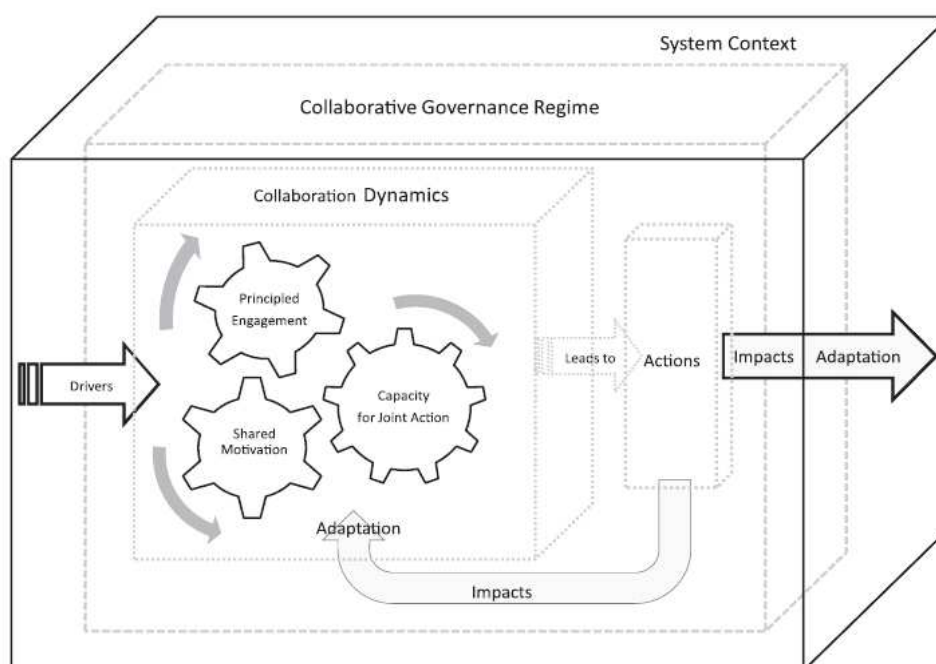 System Context
Collaborative Governance Regime
Collaboration Dynamics
Principled
Engagement
Drivers
Shared
Motivation
Capacity
for Joint Action
Leads to
Actions
Impacts
Adaptation
Adaptation
Impacts